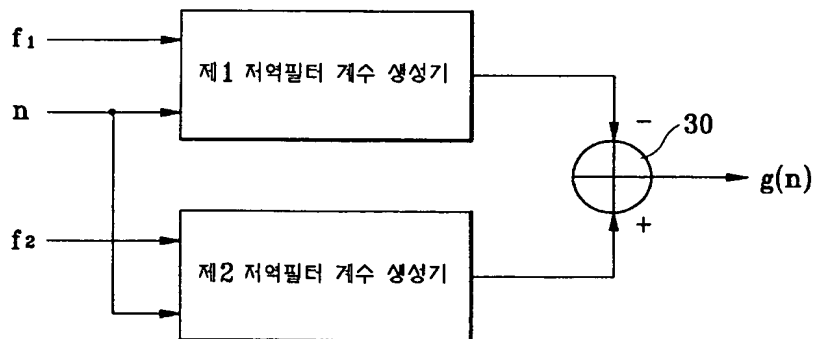 f₁
제1 저역필터 계수 생성기
n
30
−
+
g(n)
f₂
제2 저역필터 계수 생성기